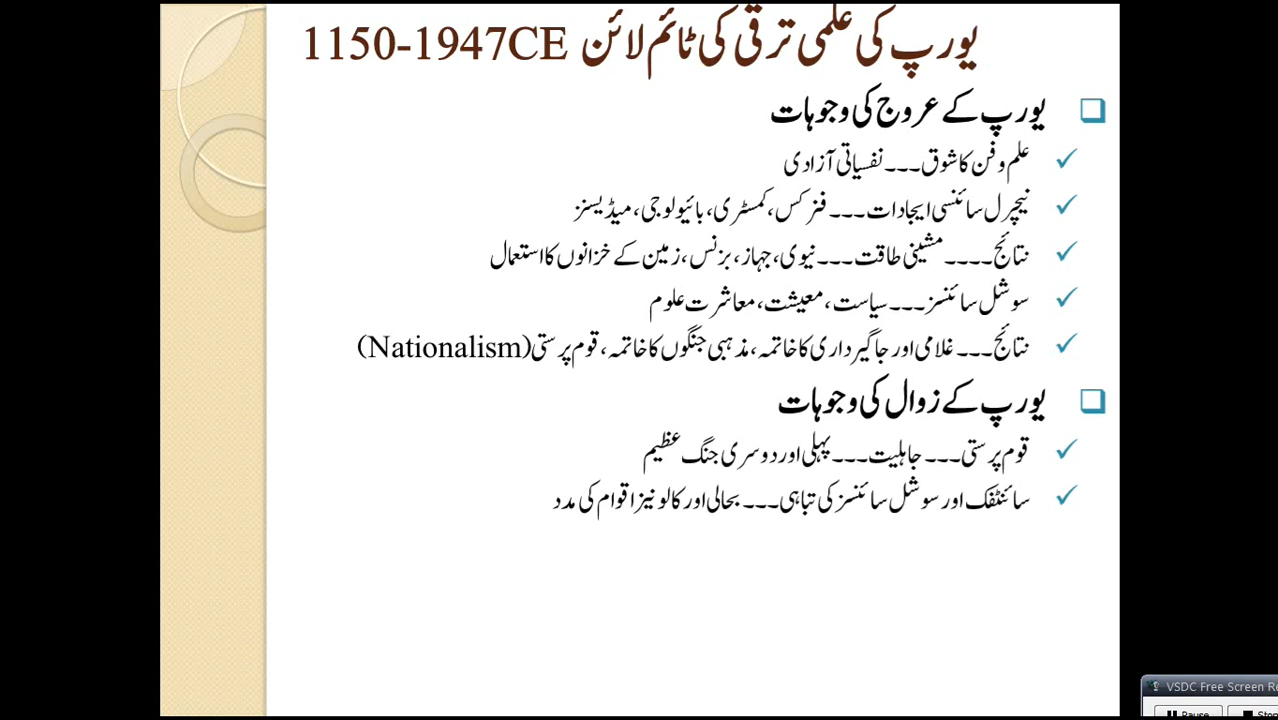 یورپ کی علمی ترقی کی ٹائم لائن 1150-1947CE
یورپ کے عروج کی وجوہات
علم و فن کا شوق۔۔۔ نفسیاتی آزادی
نیچرل سائنسی ایجادات۔۔۔ فزکس، کمسٹری، بائیولوجی، میڈیسنز
نتائج۔۔۔۔ مشینی طاقت۔۔۔ نیوی، جہاز، بزنس، زمین کے خزانوں کا استعمال
سوشل سائنسز۔۔۔ سیاست، معیشت، معاشرت علوم
نتائج۔۔۔ غلامی اور جاگیرداری کا خاتمہ، مذہبی جنگوں کا خاتمہ، قوم پرستی (Nationalism)
یورپ کے زوال کی وجوہات
قوم پرستی۔۔۔ جاہلیت۔۔۔ پہلی اور دوسری جنگ عظیم
سائنٹفک اور سوشل سائنسز کی تباہی۔۔۔ بحالی اور کالونیز اقوام کی مدد
VSDC Free Screen Re
Pause